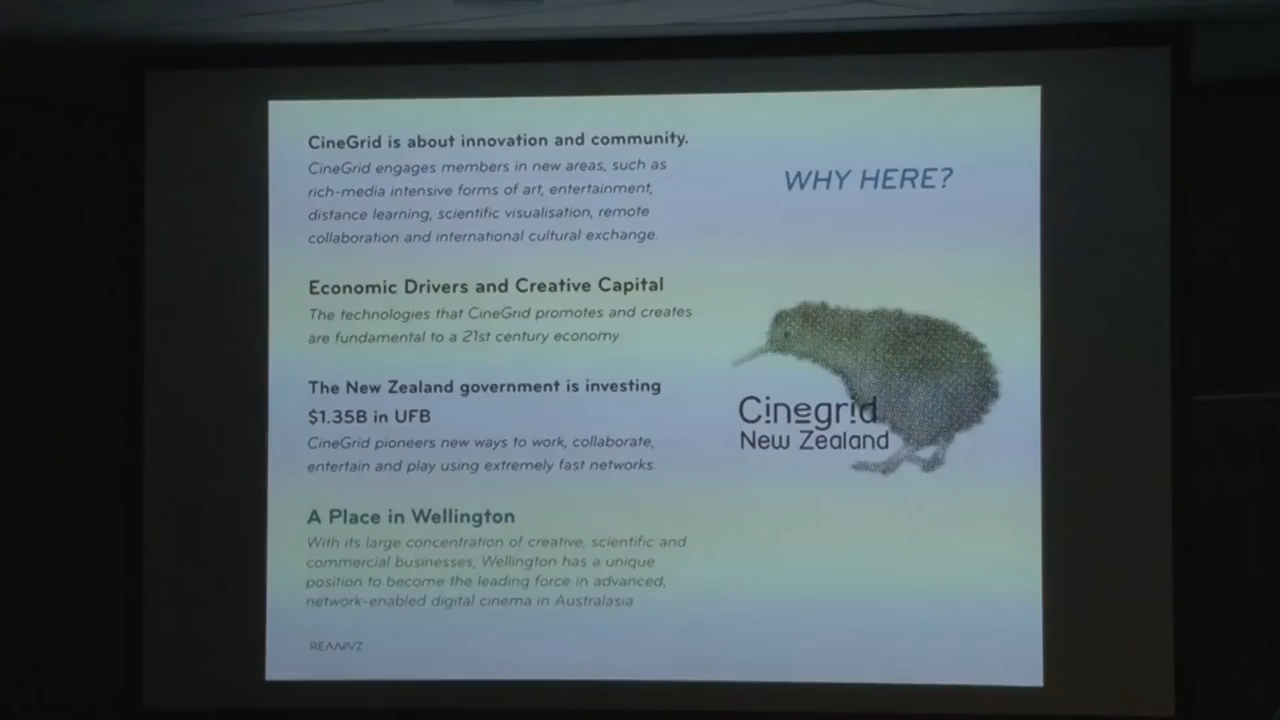 CineGrid is about innovation and community.
CineGrid engages members in new areas, such as
rich-media intensive forms of art, entertainment,
distance learning, scientific visualisation, remote
collaboration and international cultural exchange.
WHY HERE?
Economic Drivers and Creative Capital
The technologies that CineGrid promotes and creates
are fundamental to a 21st century economy
The New Zealand government is investing
$1.35B in UFB
CineGrid pioneers new ways to work, collaborate,
entertain and play using extremely fast networks.
Cinegrid
New Zealand
A Place in Wellington
With its large concentration of creative, scientific and
commercial businesses, Wellington has a unique
position to become the leading force in advanced,
network-enabled digital cinema in Australasia